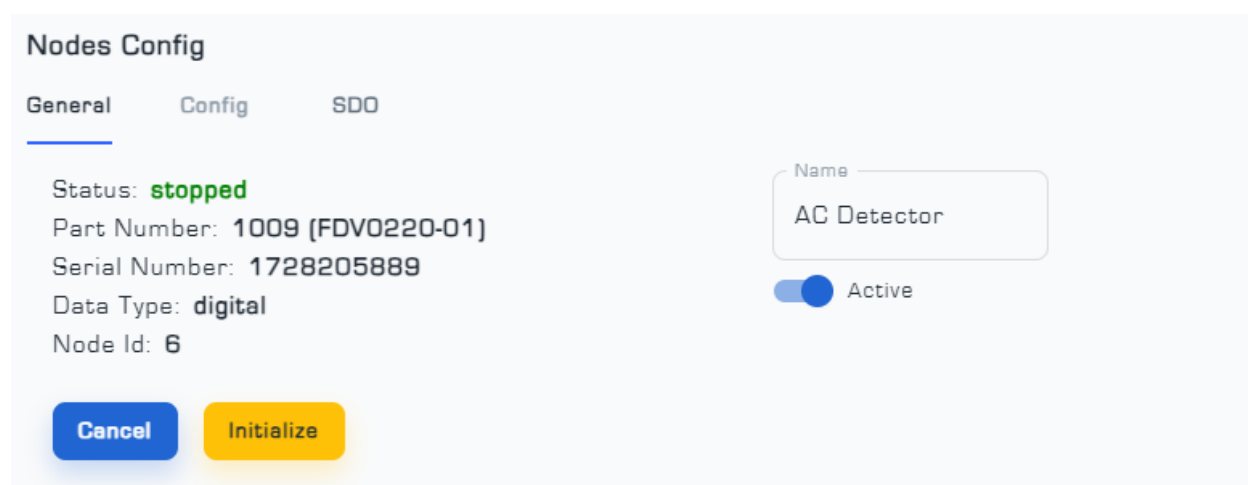 Nodes Config
General Config SDO
Status: stopped
Part Number: 1009 (FDV0220-01)
Serial Number: 1728205889
Data Type: digital
Node Id: 6
Name
AC Detector
Active
Cancel Initialize